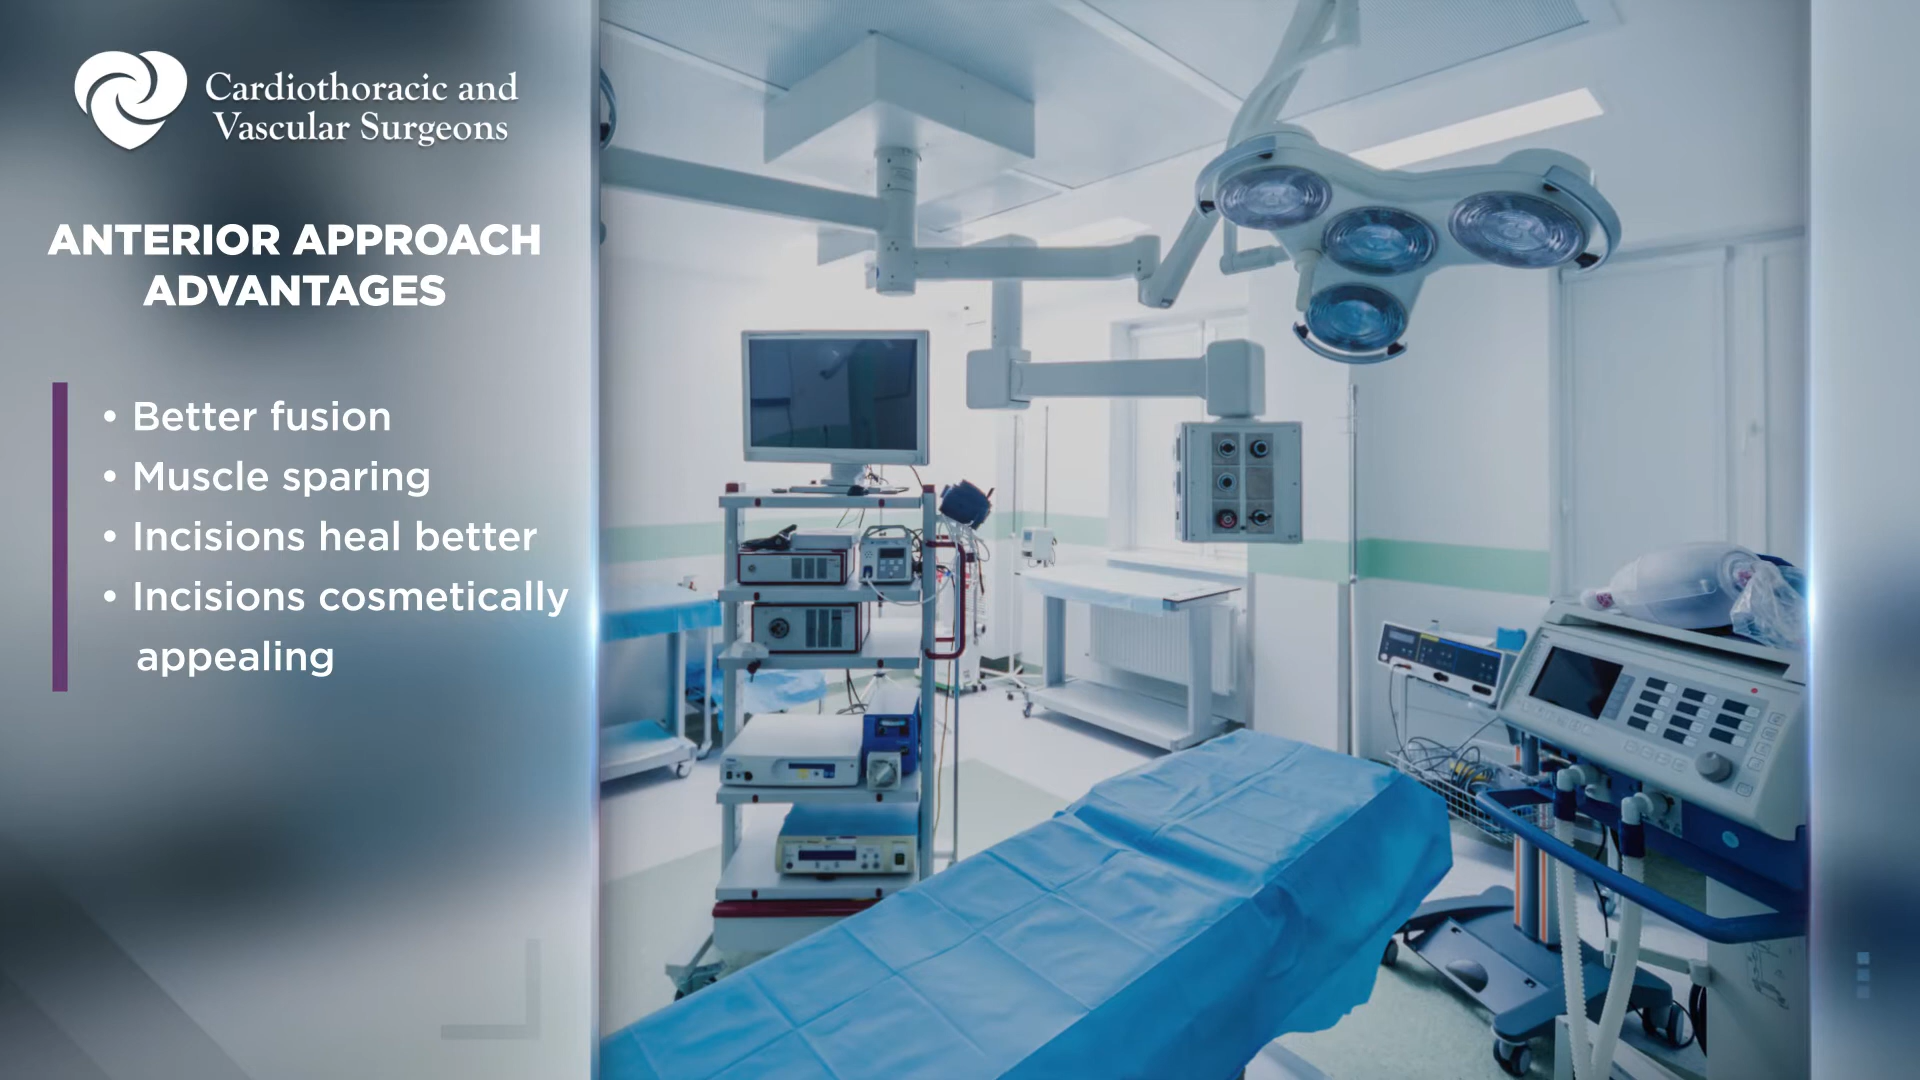 Cardiothoracic and
Vascular Surgeons
ANTERIOR APPROACH
ADVANTAGES
• Better fusion
• Muscle sparing
• Incisions heal better
• Incisions cosmetically
appealing